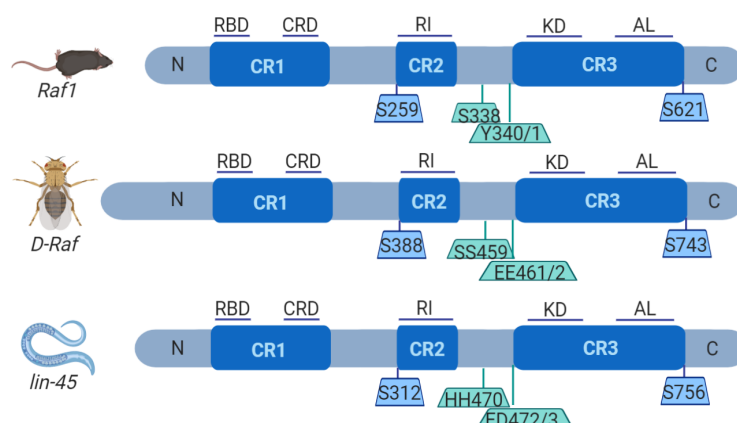 RBD CRD RI KD AL
N CR1 CR2 CR3 C
Raf1
S259 S338 S621
Y340/1
RBD CRD RI KD AL
N CR1 CR2 CR3 C
D-Raf
S388 SS459 S743
EE461/2
RBD CRD RI KD AL
N CR1 CR2 CR3 C
lin-45
S312 HH470 S756
ED472/3